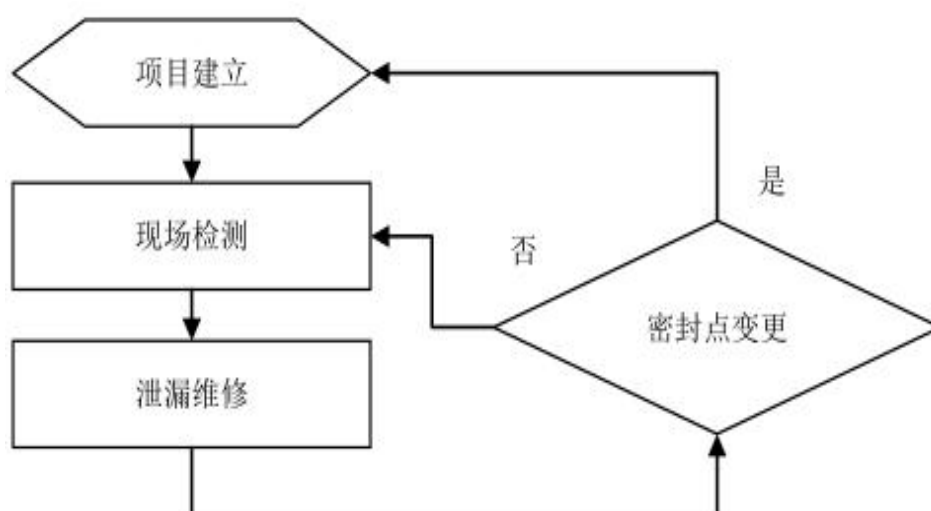 项目建立
是
现场检测
否
密封点变更
泄漏维修